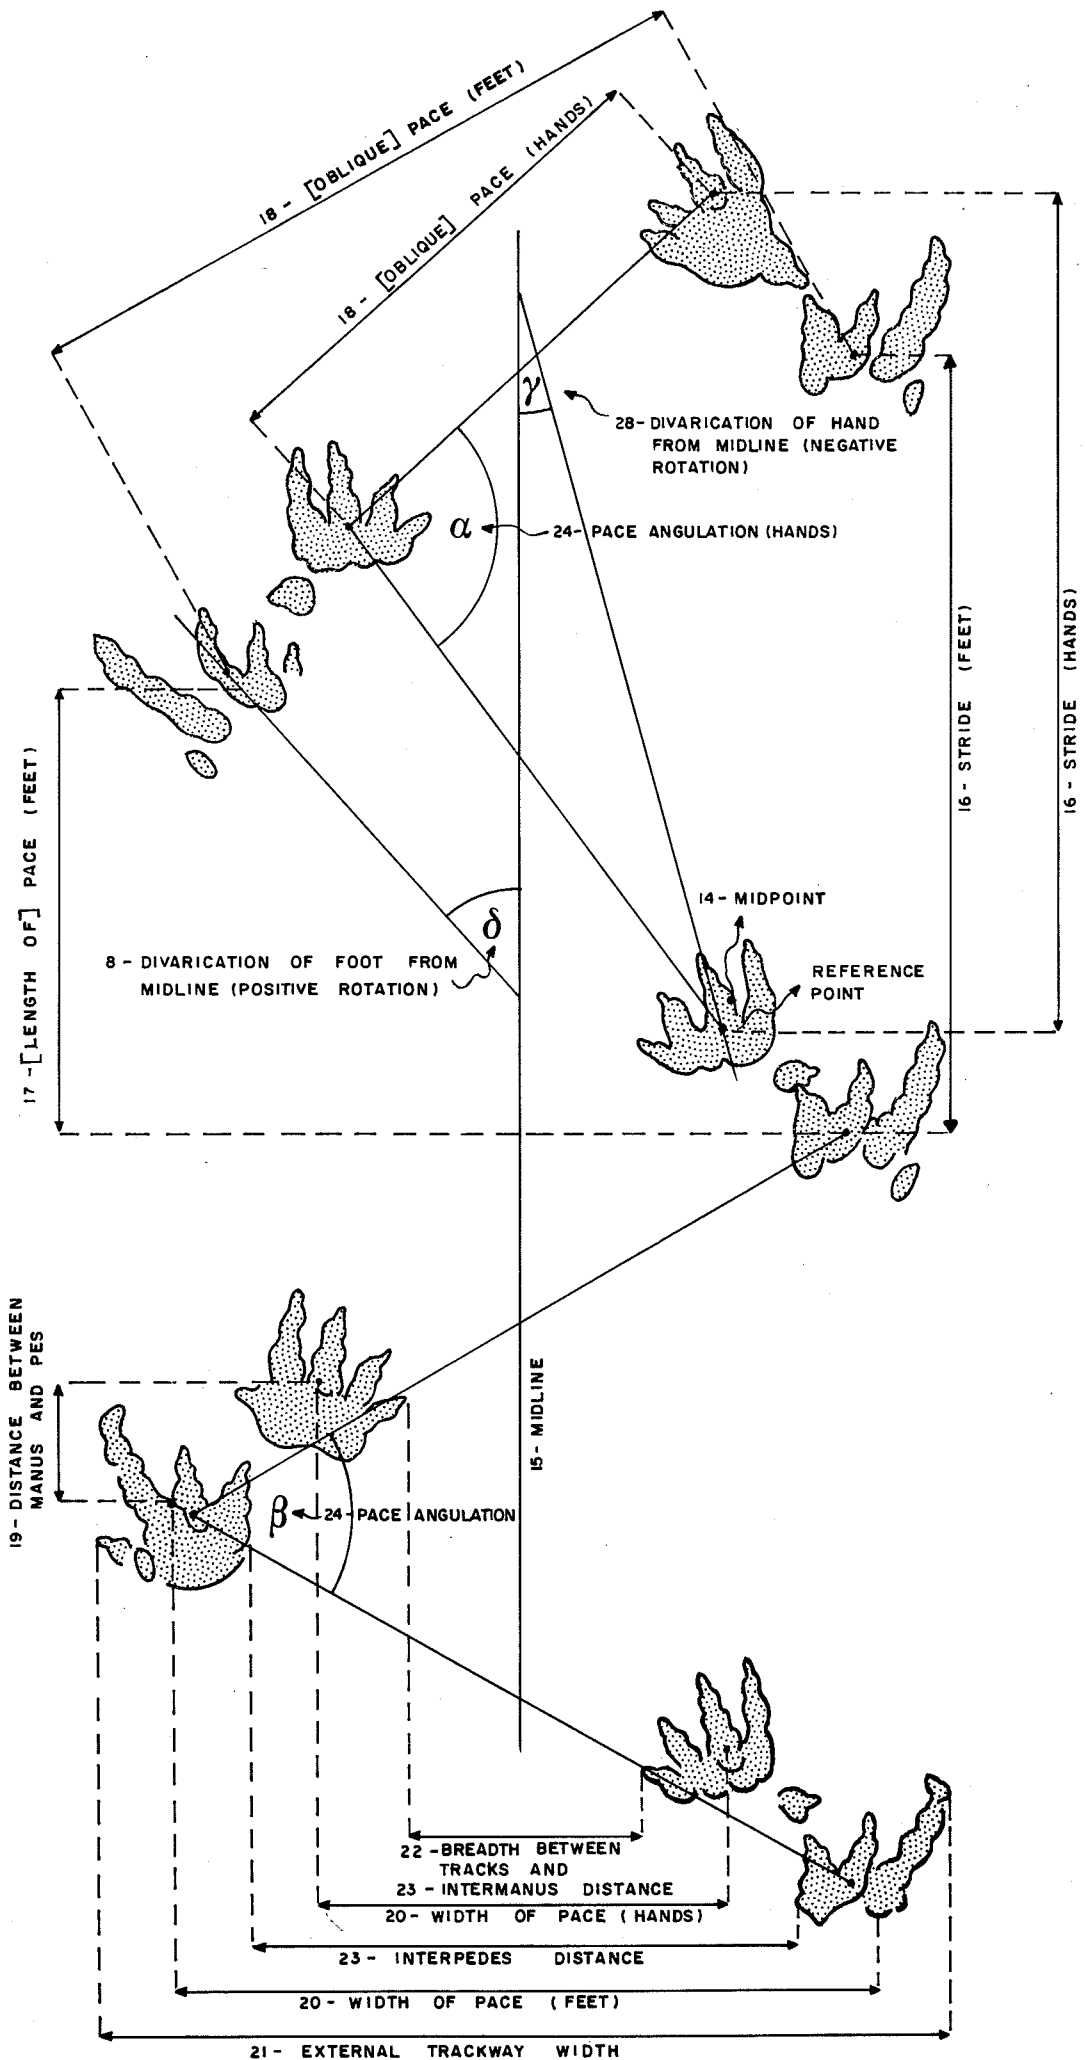 18 - [OBLIQUE] PACE (FEET)
18 - [OBLIQUE] PACE (HANDS)
γ
28 - DIVARICATION OF HAND
FROM MIDLINE (NEGATIVE
ROTATION)
α
24 - PACE ANGULATION (HANDS)
16 - STRIDE (FEET)
16 - STRIDE (HANDS)
17 - [LENGTH OF] PACE (FEET)
δ
8 - DIVARICATION OF FOOT FROM
MIDLINE (POSITIVE ROTATION)
14 - MIDPOINT
REFERENCE
POINT
19 - DISTANCE BETWEEN
MANUS AND PES
15 - MIDLINE
β
24 - PACE ANGULATION
22 - BREADTH BETWEEN
TRACKS AND
23 - INTERMANUS DISTANCE
20 - WIDTH OF PACE (HANDS)
23 - INTERPEDES DISTANCE
20 - WIDTH OF PACE (FEET)
21 - EXTERNAL TRACKWAY WIDTH